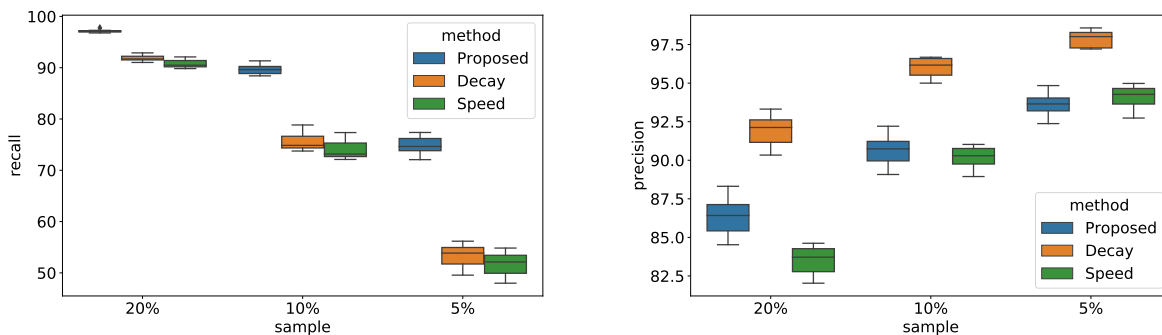 100
90
80
70
60
50
recall
20%
10%
5%
sample
method
Proposed
Decay
Speed
97.5
95.0
92.5
90.0
87.5
85.0
82.5
precision
20%
10%
5%
sample
method
Proposed
Decay
Speed